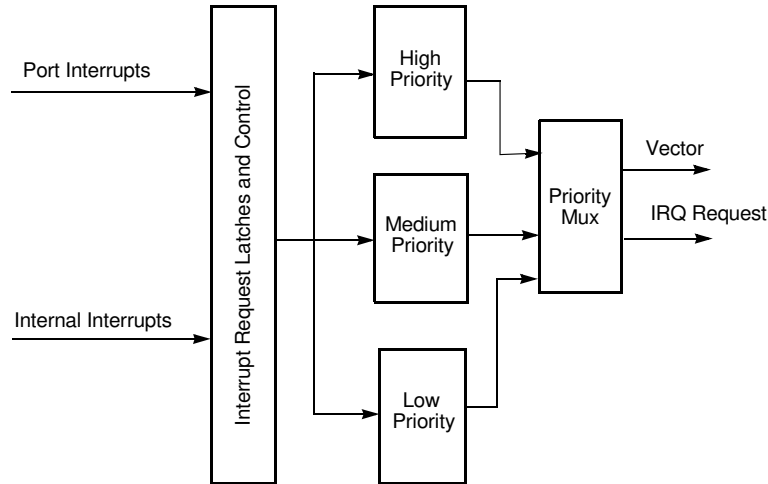 Port Interrupts
Internal Interrupts
Interrupt Request Latches and Control
High
Priority
Medium
Priority
Low
Priority
Priority
Mux
Vector
IRQ Request